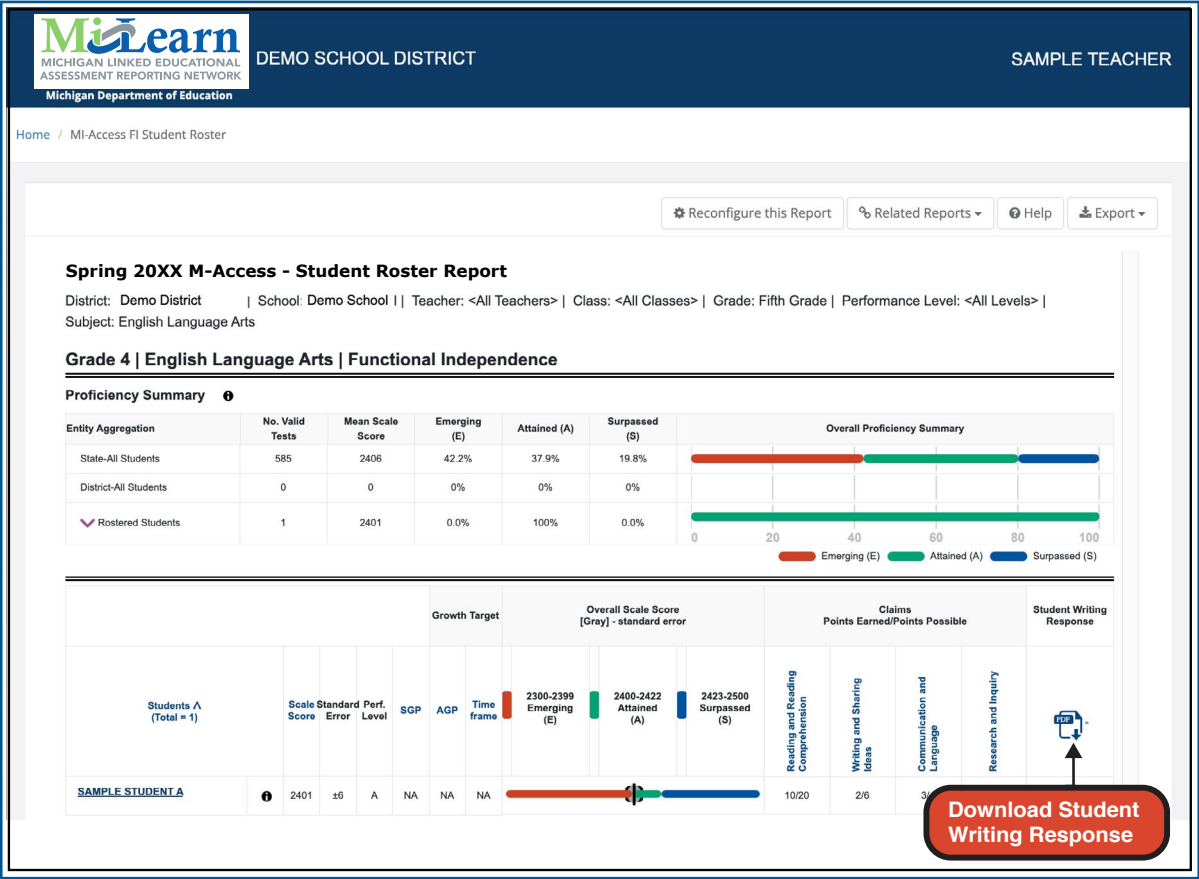 MiLearn
MICHIGAN LINKED EDUCATIONAL
ASSESSMENT REPORTING NETWORK
Michigan Department of Education
DEMO SCHOOL DISTRICT
SAMPLE TEACHER
Home / MI-Access FI Student Roster
Reconfigure this Report Related Reports Help Export
Spring 20XX M-Access - Student Roster Report
District: Demo District | School: Demo School I | Teacher: <All Teachers> | Class: <All Classes> | Grade: Fifth Grade | Performance Level: <All Levels> |
Subject: English Language Arts
Grade 4 | English Language Arts | Functional Independence
Proficiency Summary
Entity Aggregation No. Valid Tests Mean Scale Score Emerging (E) Attained (A) Surpassed (S) Overall Proficiency Summary
State-All Students 585 2406 42.2% 37.9% 19.8%
District-All Students 0 0 0% 0% 0%
Rostered Students 1 2401 0.0% 100% 0.0%
0 20 40 60 80 100
Emerging (E) Attained (A) Surpassed (S)
Growth Target
Overall Scale Score
[Gray] - standard error
Claims
Points Earned/Points Possible
Student Writing
Response
Students Λ
(Total = 1)
Scale
Score
Standard
Error
Perf.
Level
SGP
AGP
Time
frame
2300-2399
Emerging
(E)
2400-2422
Attained
(A)
2423-2500
Surpassed
(S)
Reading and Reading
Comprehension
Writing and Sharing
Ideas
Communication and
Language
Research and Inquiry
PDF
SAMPLE STUDENT A 2401 ±6 A NA NA NA 10/20 2/6 3/
Download Student
Writing Response